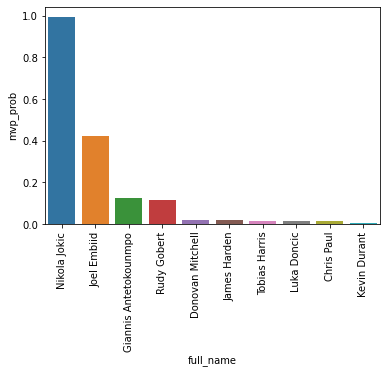 1.0
0.8
0.6
0.4
0.2
0.0
mvp_prob
Nikola Jokic
Joel Embiid
Giannis Antetokounmpo
Rudy Gobert
Donovan Mitchell
James Harden
Tobias Harris
Luka Doncic
Chris Paul
Kevin Durant
full_name